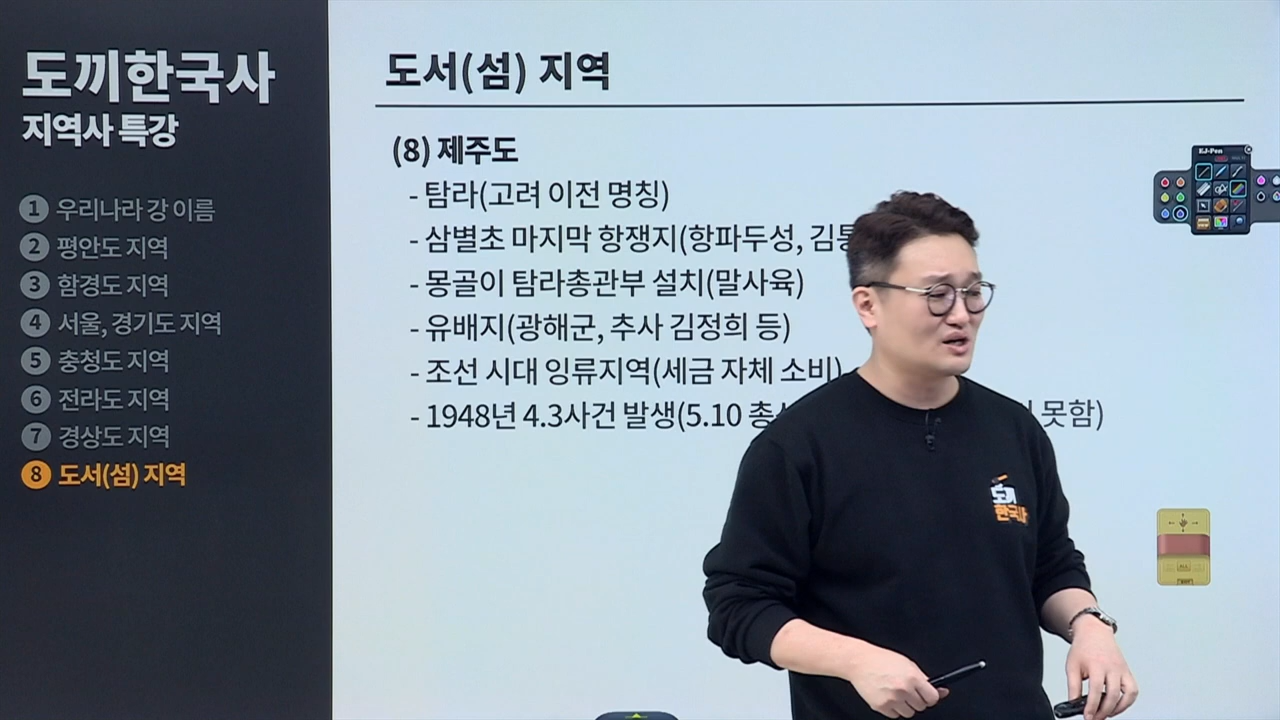 도끼한국사
지역사 특강
1 우리나라 강 이름
2 평안도 지역
3 함경도 지역
4 서울, 경기도 지역
5 충청도 지역
6 전라도 지역
7 경상도 지역
8 도서(섬) 지역
도서(섬) 지역
(8) 제주도
- 탐라(고려 이전 명칭)
- 삼별초 마지막 항쟁지(항파두성,
- 몽골이 탐라총관부 설치(말사육)
- 유배지(광해군, 추사 김정희 등)
- 조선 시대 잉류지역(세금 자체 소비)
- 1948년 4.3사건 발생(5.10 못함)
EJ-Pen
도끼
한국사